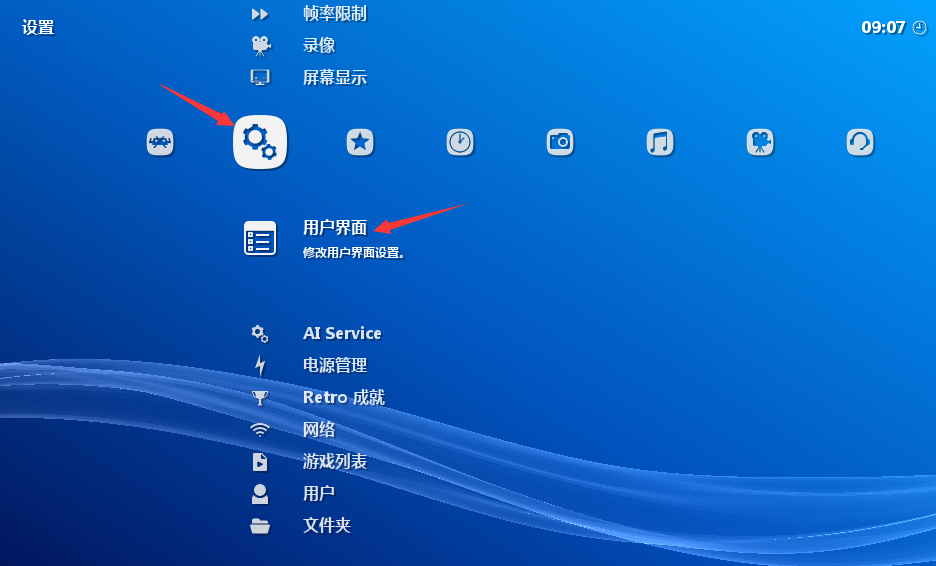 设置
09:07
帧率限制
录像
屏幕显示
用户界面
修改用户界面设置。
AI Service
电源管理
Retro 成就
网络
游戏列表
用户
文件夹